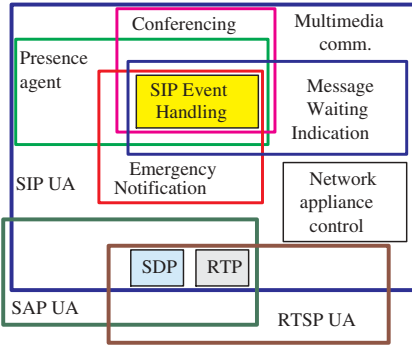 Conferencing
Multimedia
comm.
Presence
agent
SIP Event
Handling
Message
Waiting
Indication
Emergency
Notification
SIP UA
Network
appliance
control
SDP
RTP
SAP UA
RTSP UA